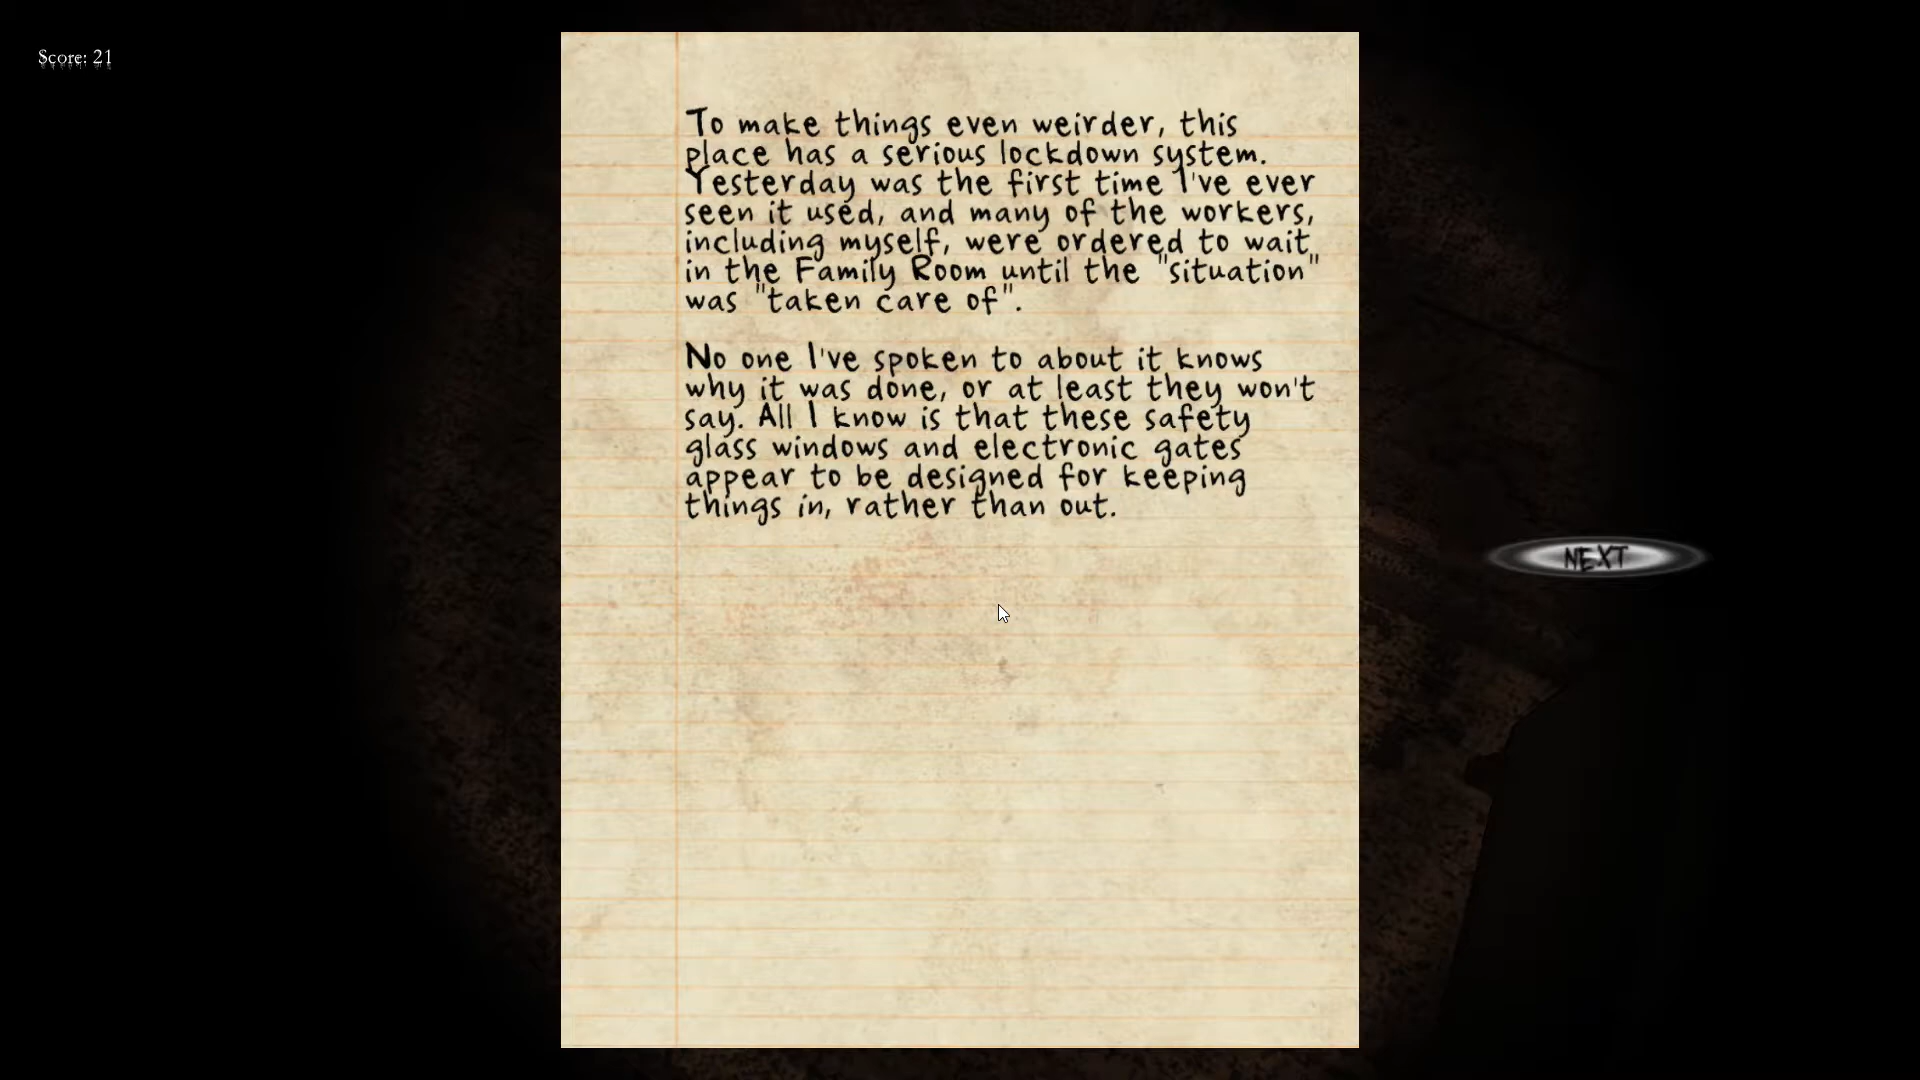 Score: 21
To make things even weirder, this
place has a serious lockdown system.
Yesterday was the first time I've ever
seen it used, and many of the workers,
including myself, were ordered to wait
in the Family Room until the "situation"
was "taken care of".
No one I've spoken to about it knows
why it was done, or at least they won't
say. All I know is that these safety
glass windows and electronic gates
appear to be designed for keeping
things in, rather than out.
NEXT